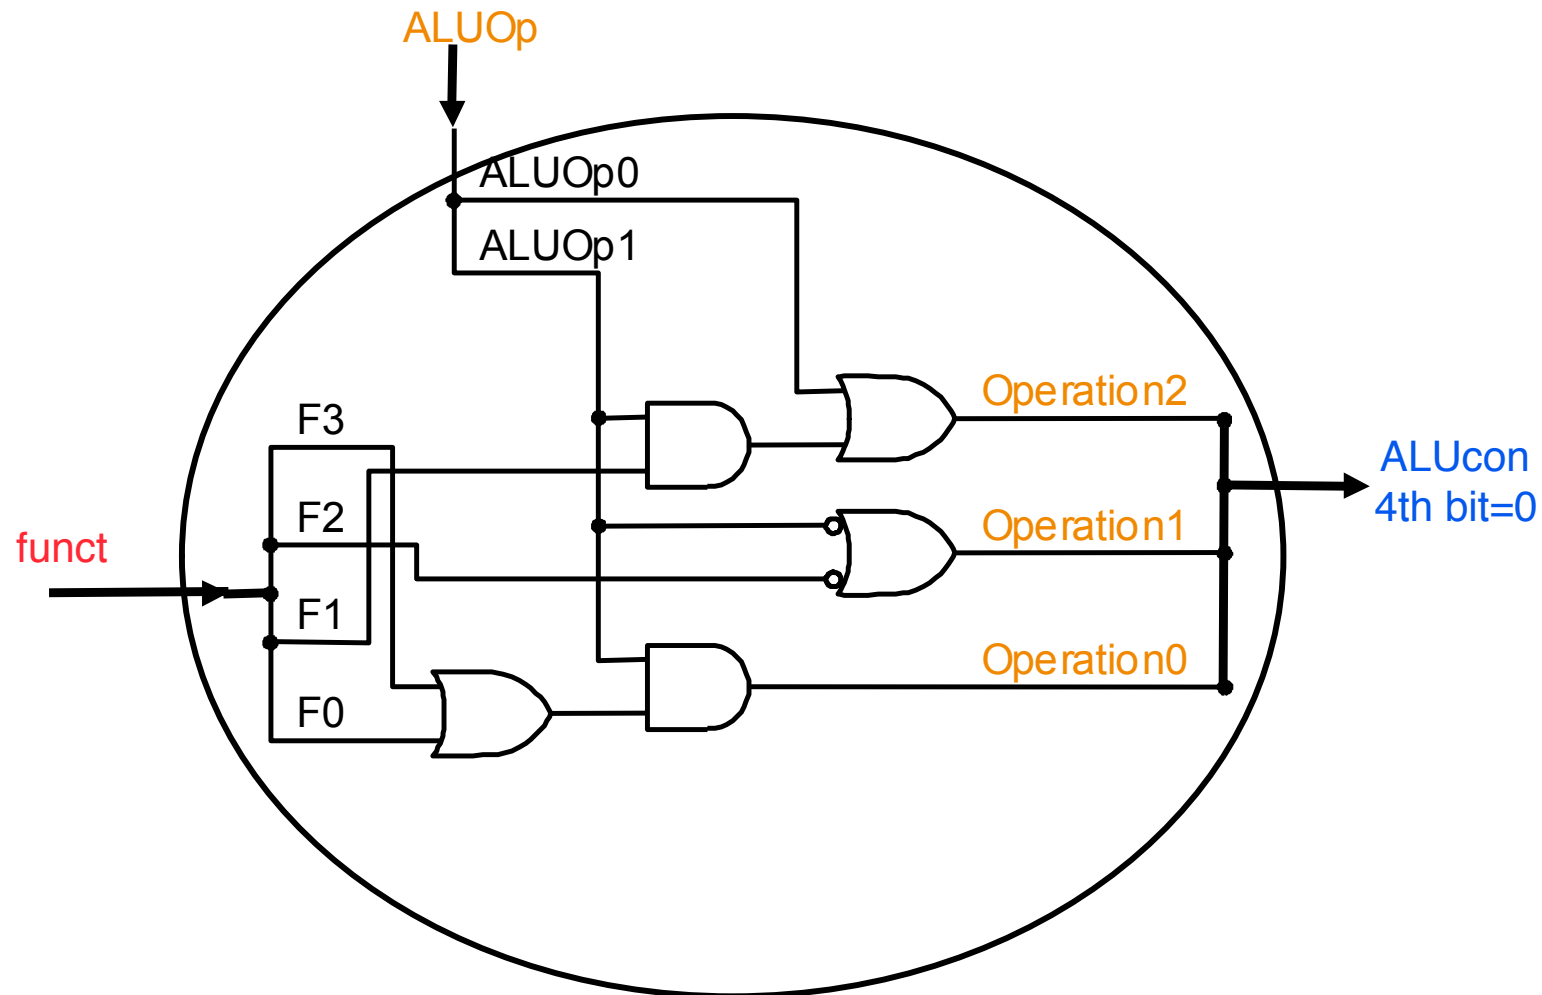 ALUOp
ALUOp0
ALUOp1
Operation2
F3
ALUcon
4th bit=0
F2
Operation1
funct
F1
Operation0
F0